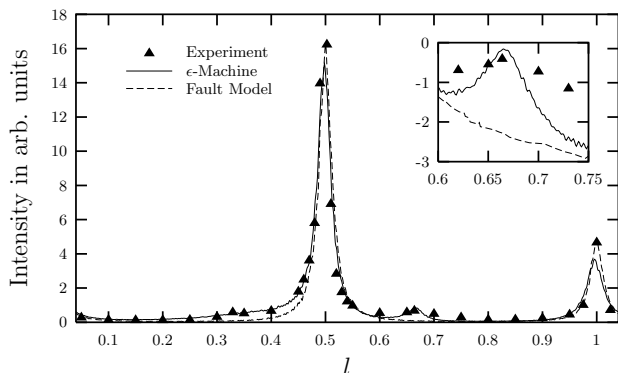 Intensity in arb. units
18
16
14
12
10
8
6
4
2
0
Experiment
ϵ-Machine
Fault Model
0
-1
-2
-3
0.6 0.65 0.7 0.75
0.1 0.2 0.3 0.4 0.5 0.6 0.7 0.8 0.9 1
l